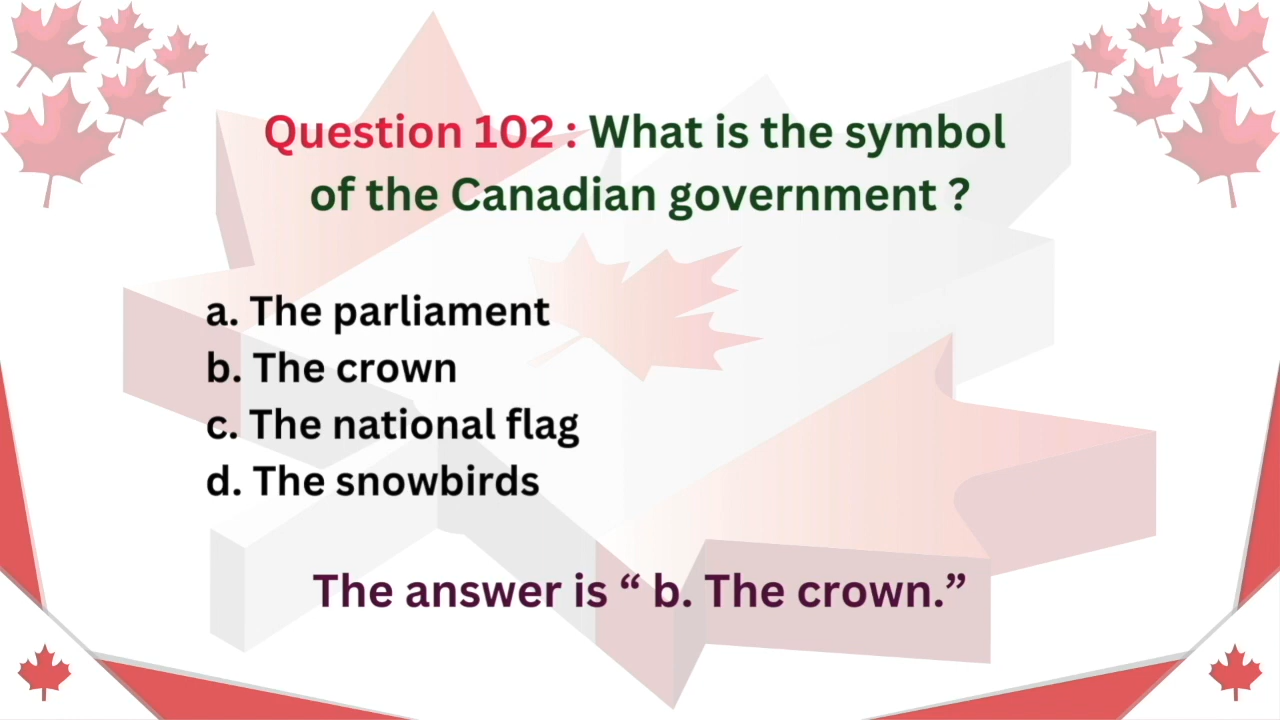 Question 102 : What is the symbol
of the Canadian government ?
a. The parliament
b. The crown
c. The national flag
d. The snowbirds
The answer is “ b. The crown.”